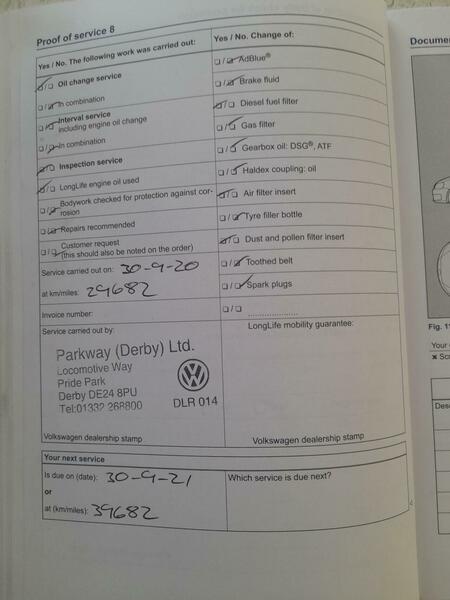 Proof of service 8
Yes / No. The following work was carried out:
Oil change service
In combination
Interval service
including engine oil change
In combination
Inspection service
LongLife engine oil used
Bodywork checked for protection against cor-
rosion
Repairs recommended
Customer request
(this should also be noted on the order)
Service carried out on: 30-9-20
at km/miles: 29682
Invoice number:
Service carried out by:
Parkway (Derby) Ltd.
Locomotive Way
Pride Park
Derby DE24 8PU
Tel:01332 268800
DLR 014
Volkswagen dealership stamp
Yes / No. Change of:
AdBlue®
Brake fluid
Diesel fuel filter
Gas filter
Gearbox oil: DSG®, ATF
Haldex coupling: oil
Air filter insert
Tyre filler bottle
Dust and pollen filter insert
Toothed belt
Spark plugs
LongLife mobility guarantee:
Volkswagen dealership stamp
Your next service
Is due on (date): 30-9-21
or
at (km/miles): 39682
Which service is due next?
Docume
Fig. 1
Your
Desc